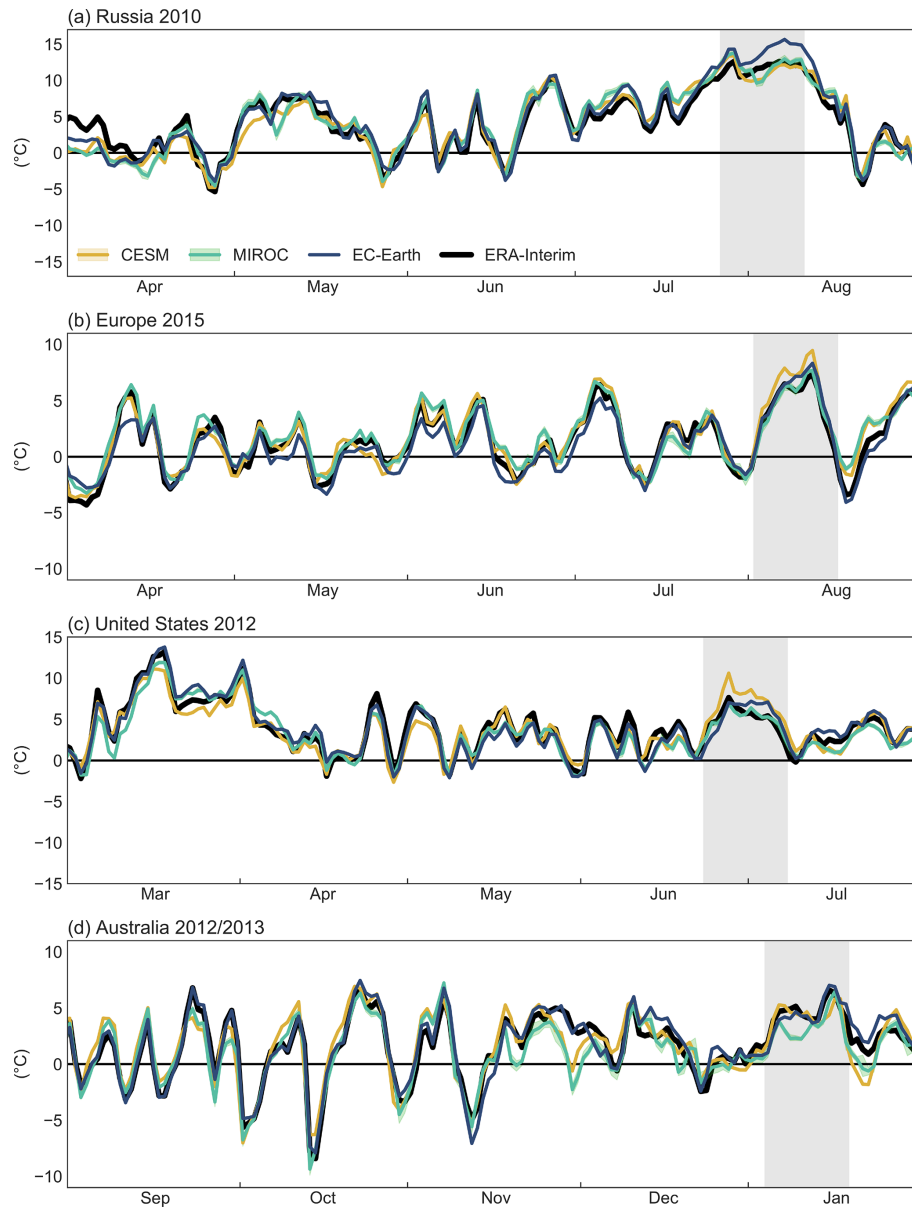 (a) Russia 2010
15
10
5
0
−5
−10
−15
(°C)
CESM MIROC EC-Earth ERA-Interim
Apr May Jun Jul Aug
(b) Europe 2015
10
5
0
−5
−10
(°C)
Apr May Jun Jul Aug
(c) United States 2012
15
10
5
0
−5
−10
−15
(°C)
Mar Apr May Jun Jul
(d) Australia 2012/2013
10
5
0
−5
−10
(°C)
Sep Oct Nov Dec Jan